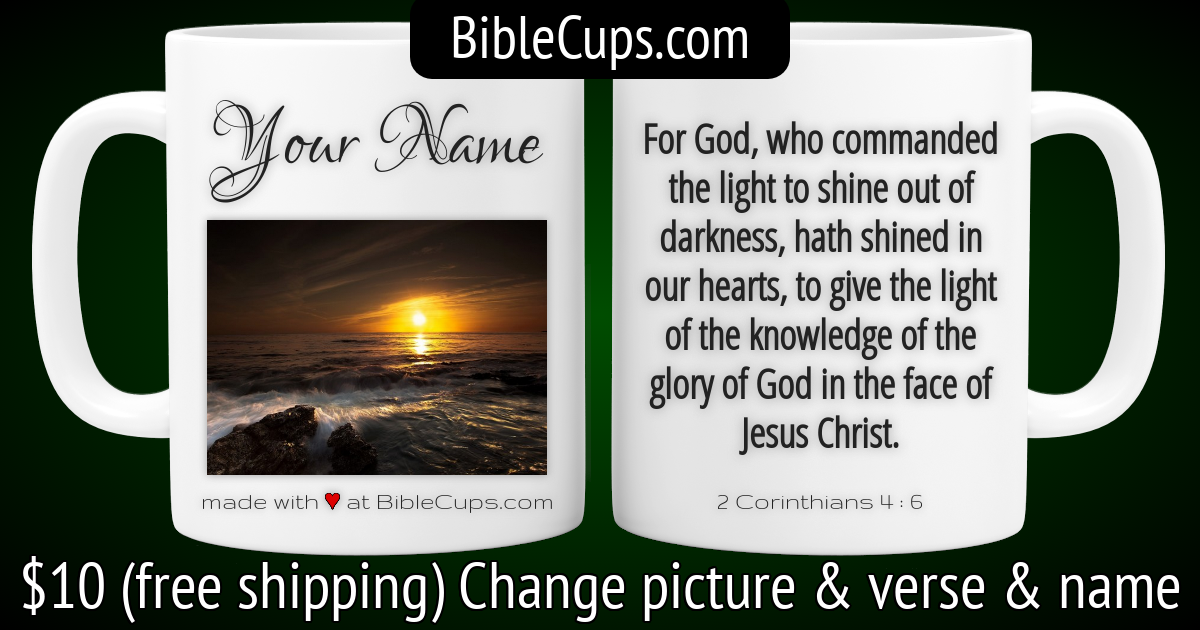 BibleCups.com
Your Name
made with ♥ at BibleCups.com
For God, who commanded
the light to shine out of
darkness, hath shined in
our hearts, to give the light
of the knowledge of the
glory of God in the face of
Jesus Christ.
2 Corinthians 4 : 6
$10 (free shipping) Change picture & verse & name